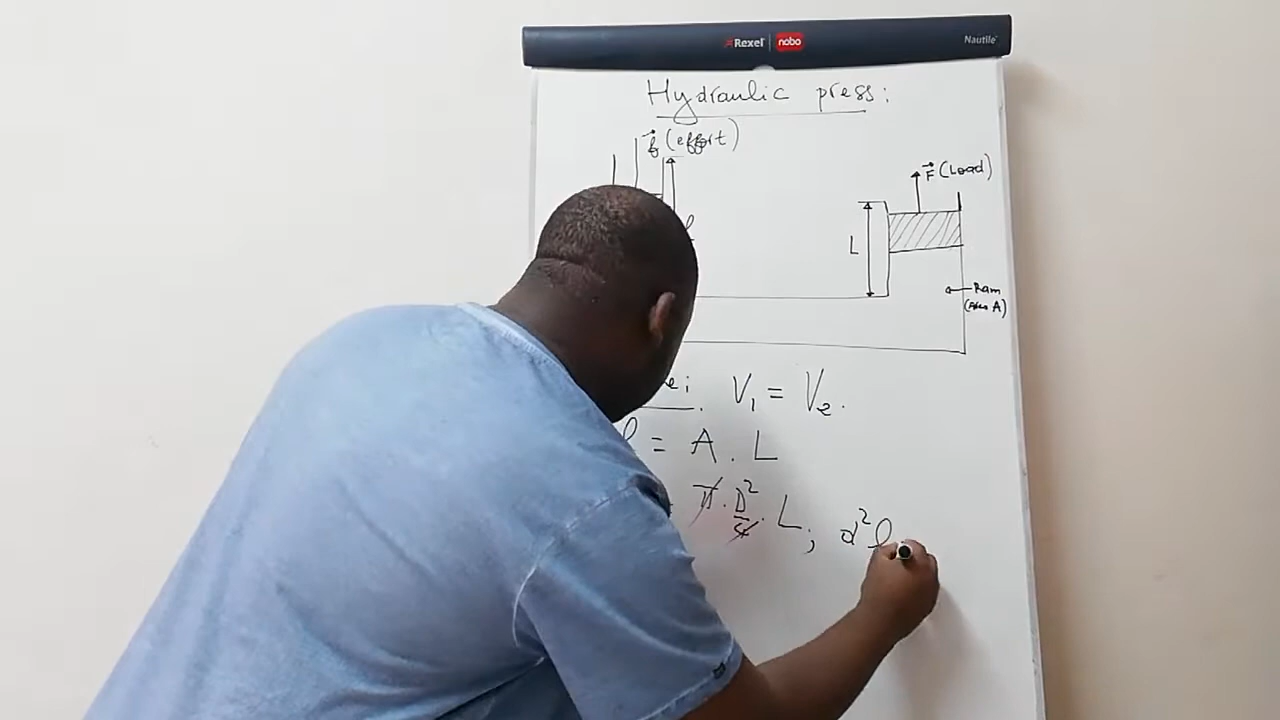 Rexel nobo Nautile
Hydraulic press:
f (effort)
F (Load)
L
Ram
(Area A)
V₁ = V₂.
l = A . L
π . D²/4 . L ; d²l